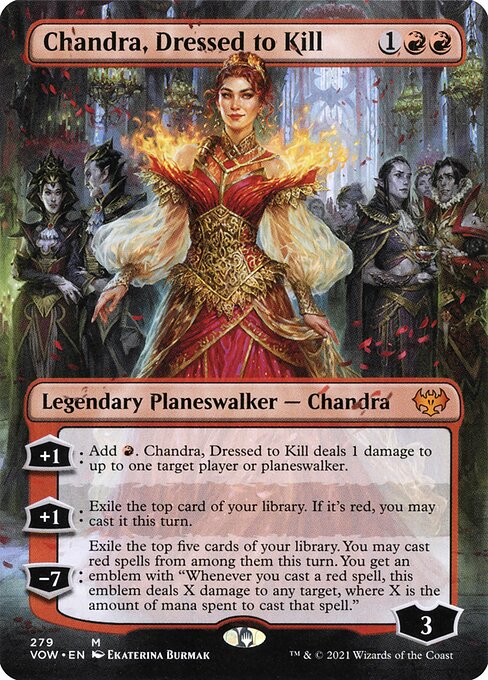 Chandra, Dressed to Kill 1
Legendary Planeswalker — Chandra
+1 : Add . Chandra, Dressed to Kill deals 1 damage to
up to one target player or planeswalker.
+1 : Exile the top card of your library. If it's red, you may
cast it this turn.
Exile the top five cards of your library. You may cast
red spells from among them this turn. You get an
-7 : emblem with “Whenever you cast a red spell, this
emblem deals X damage to any target, where X is the
amount of mana spent to cast that spell.”
3
279 M
VOW • EN Ekaterina Burmak ™ & © 2021 Wizards of the Coast